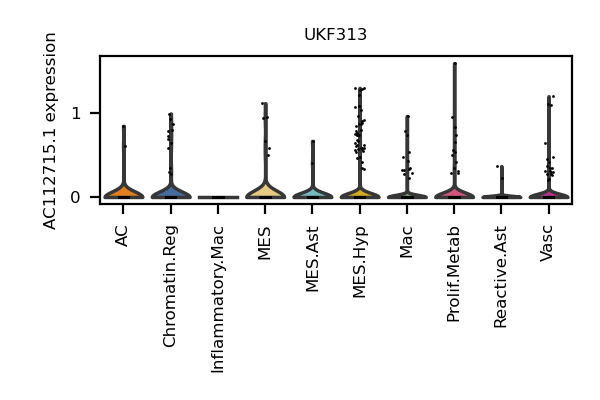 UKF313
AC112715.1 expression
1
0
AC
Chromatin.Reg
Inflammatory.Mac
MES
MES.Ast
MES.Hyp
Mac
Prolif.Metab
Reactive.Ast
Vasc